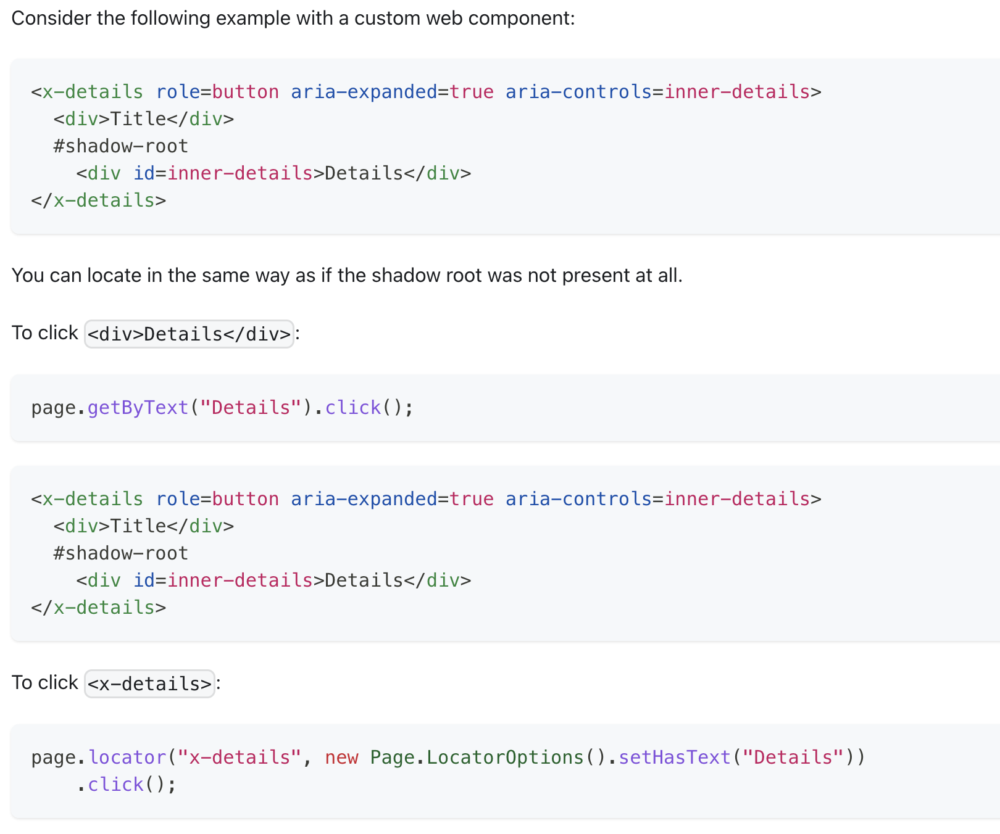 Consider the following example with a custom web component:
<x-details role=button aria-expanded=true aria-controls=inner-details>
  <div>Title</div>
  #shadow-root
    <div id=inner-details>Details</div>
</x-details>
You can locate in the same way as if the shadow root was not present at all.
To click <div>Details</div>:
page.getByText("Details").click();
<x-details role=button aria-expanded=true aria-controls=inner-details>
  <div>Title</div>
  #shadow-root
    <div id=inner-details>Details</div>
</x-details>
To click <x-details>:
page.locator("x-details", new Page.LocatorOptions().setHasText("Details"))
    .click();